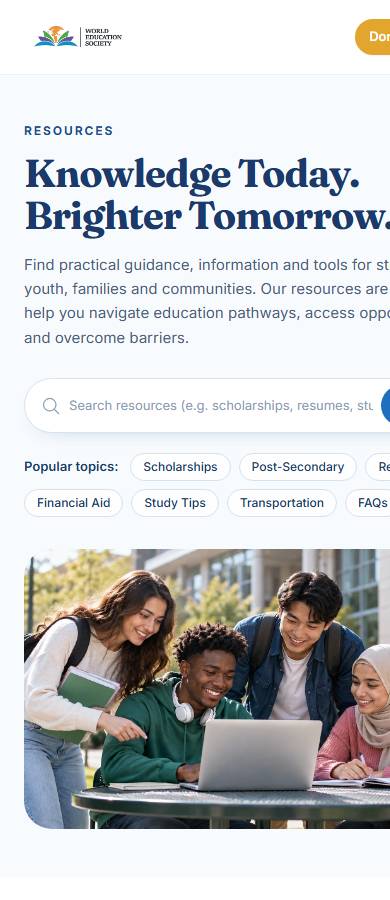 WORLD
EDUCATION
SOCIETY
Don
RESOURCES
Knowledge Today.
Brighter Tomorrow.
Find practical guidance, information and tools for st
youth, families and communities. Our resources are
help you navigate education pathways, access oppo
and overcome barriers.
Search resources (e.g. scholarships, resumes, stu
Popular topics: Scholarships Post-Secondary Re
Financial Aid Study Tips Transportation FAQs